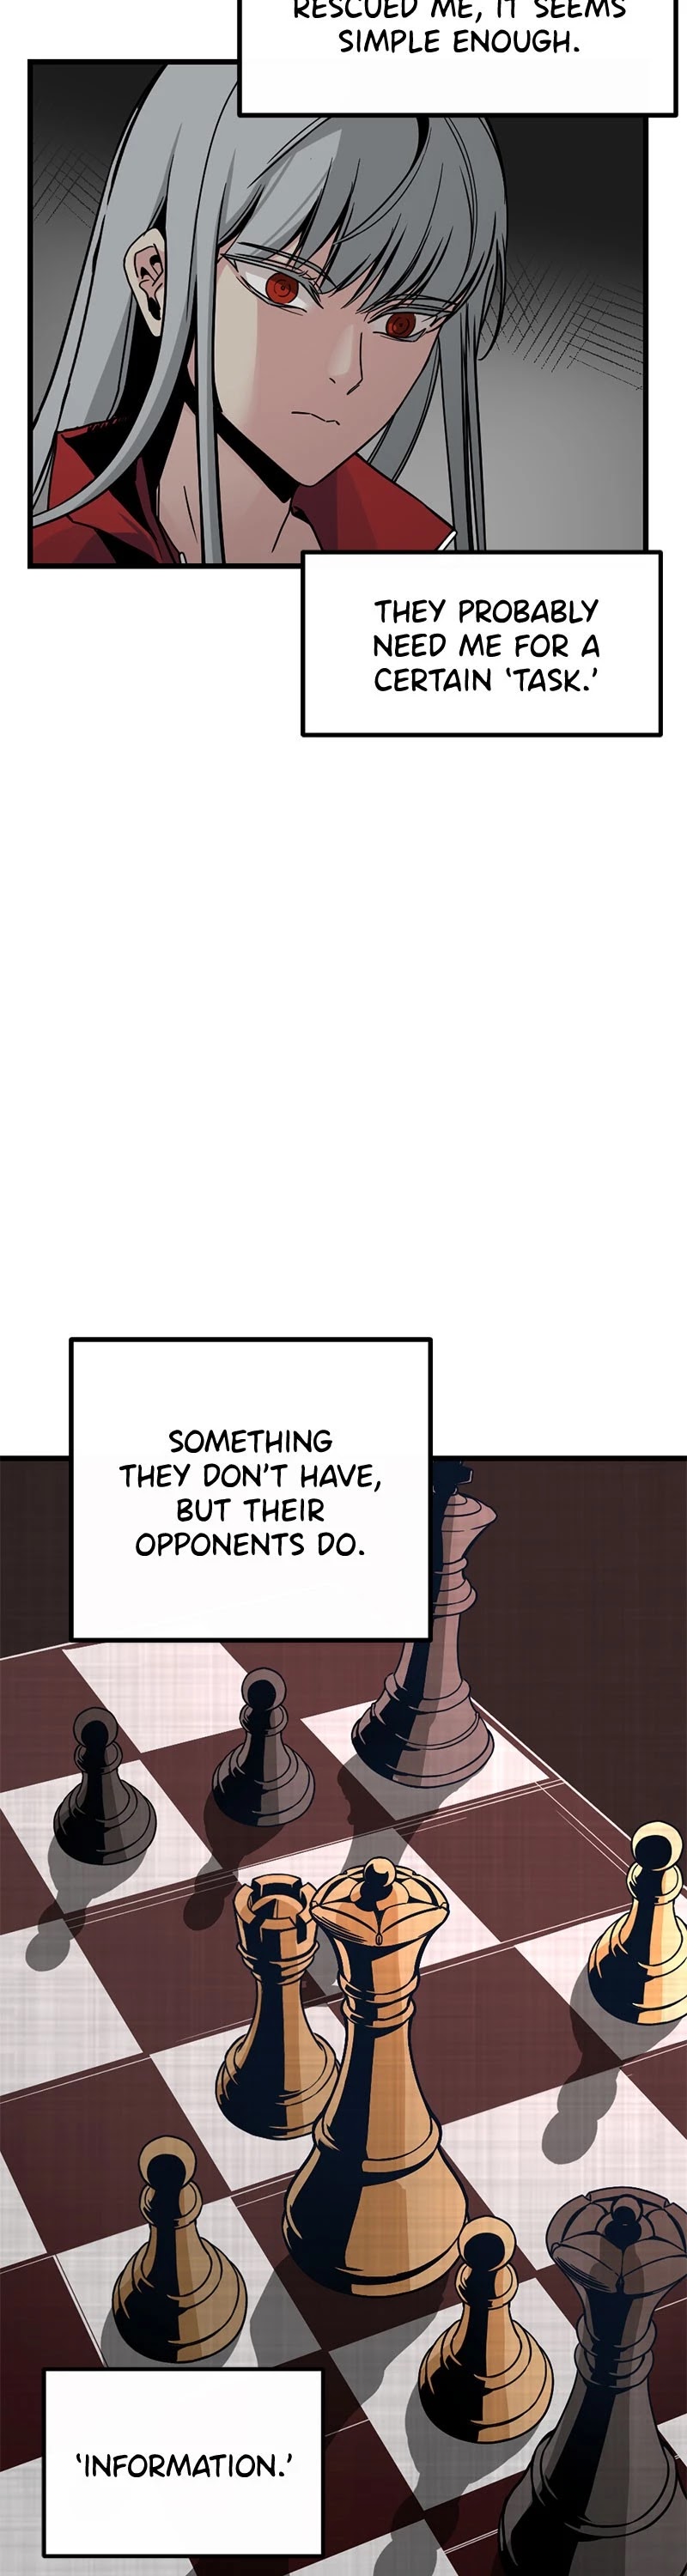 RESCUED ME, IT SEEMS
SIMPLE ENOUGH.
THEY PROBABLY
NEED ME FOR A
CERTAIN ‘TASK.’
SOMETHING
THEY DON’T HAVE,
BUT THEIR
OPPONENTS DO.
‘INFORMATION.’